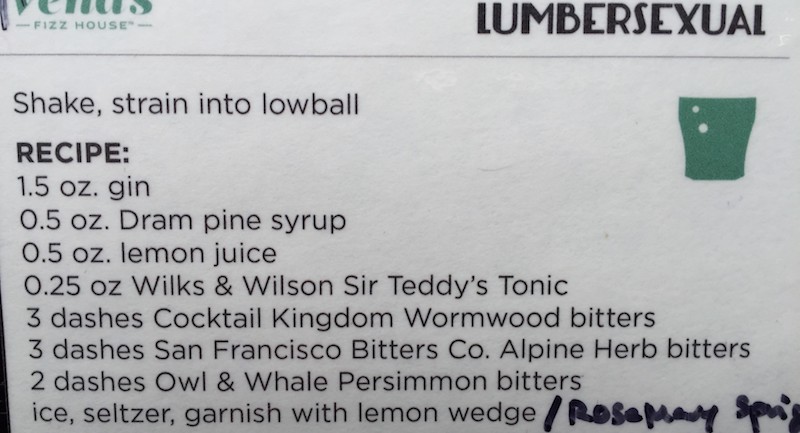 Vena's
— FIZZ HOUSE™ —
LUMBERSEXUAL
Shake, strain into lowball
RECIPE:
1.5 oz. gin
0.5 oz. Dram pine syrup
0.5 oz. lemon juice
0.25 oz Wilks & Wilson Sir Teddy's Tonic
3 dashes Cocktail Kingdom Wormwood bitters
3 dashes San Francisco Bitters Co. Alpine Herb bitters
2 dashes Owl & Whale Persimmon bitters
ice, seltzer, garnish with lemon wedge / Rosemary Sprig